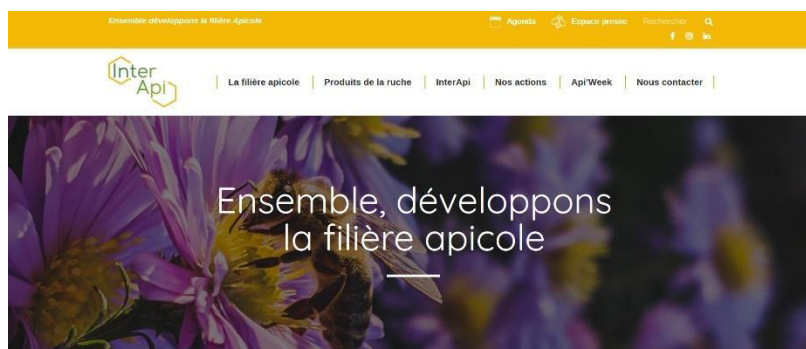 Ensemble développons la filière Apicole
Agenda
Espace presse
Rechercher
Inter
Api
La filière apicole
Produits de la ruche
InterApi
Nos actions
Api'Week
Nous contacter
Ensemble, développons
la filière apicole